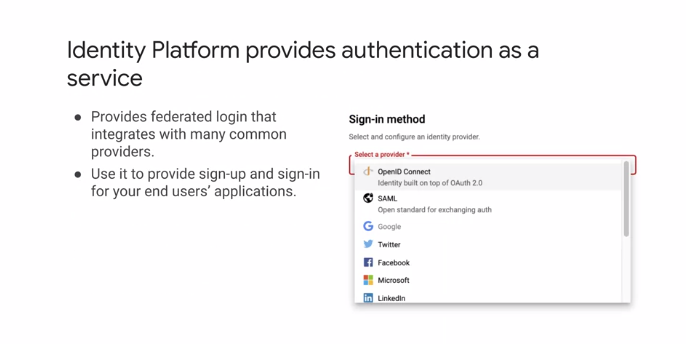 Identity Platform provides authentication as a
service
● Provides federated login that
integrates with many common
providers.
● Use it to provide sign-up and sign-in
for your end users’ applications.
Sign-in method
Select and configure an identity provider.
Select a provider *
OpenID Connect
Identity built on top of OAuth 2.0
SAML
Open standard for exchanging auth
Google
Twitter
Facebook
Microsoft
LinkedIn